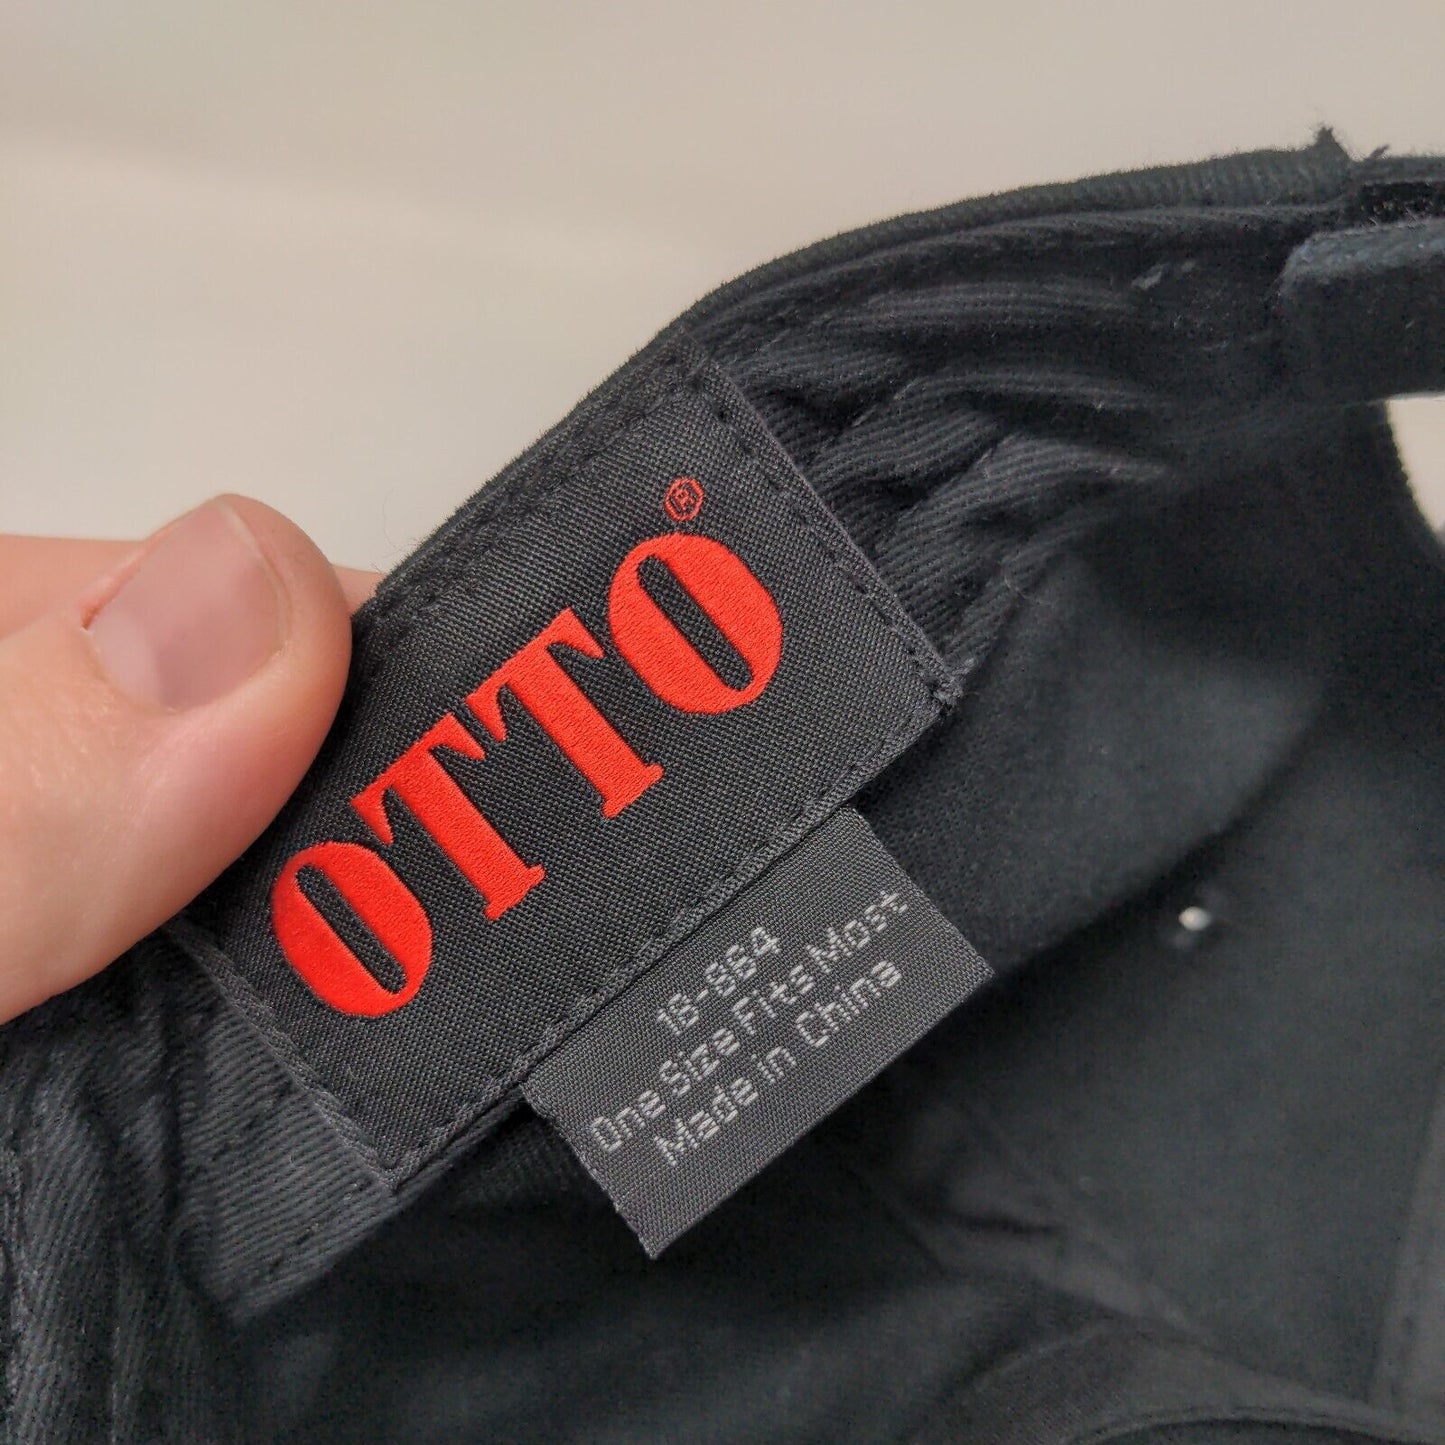 OTTO®
18-864
One Size Fits Most
Made in China